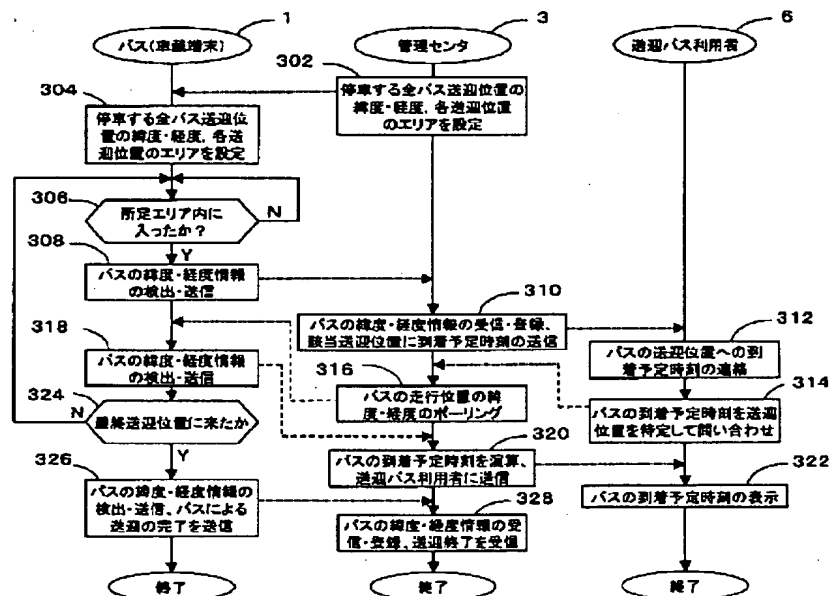 1
バス(車載端末)
3
管理センタ
6
送迎バス利用者
302
停車する全バス送迎位置の
緯度・経度、各送迎位置
のエリアを設定
304
停車する全バス送迎位
置の緯度・経度、各送
迎位置のエリアを設定
306
所定エリア内に
入ったか？
N
Y
308
バスの緯度・経度情報
の検出・送信
310
バスの緯度・経度情報の受信・登録、
該当送迎位置に到着予定時刻の送信
312
バスの送迎位置への到
着予定時刻の連絡
314
バスの到着予定時刻を送迎
位置を特定して問い合わせ
316
バスの走行位置の緯
度・経度のポーリング
318
バスの緯度・経度情報
の検出・送信
320
バスの到着予定時刻を演算、
送迎バス利用者に送信
322
バスの到着予定時刻の表示
324
最終送迎位置に来たか
N
Y
326
バスの緯度・経度情報の
検出・送信、バスによる
送迎の完了を送信
328
バスの緯度・経度情報の受
信・登録、送迎終了を受信
終了
終了
終了